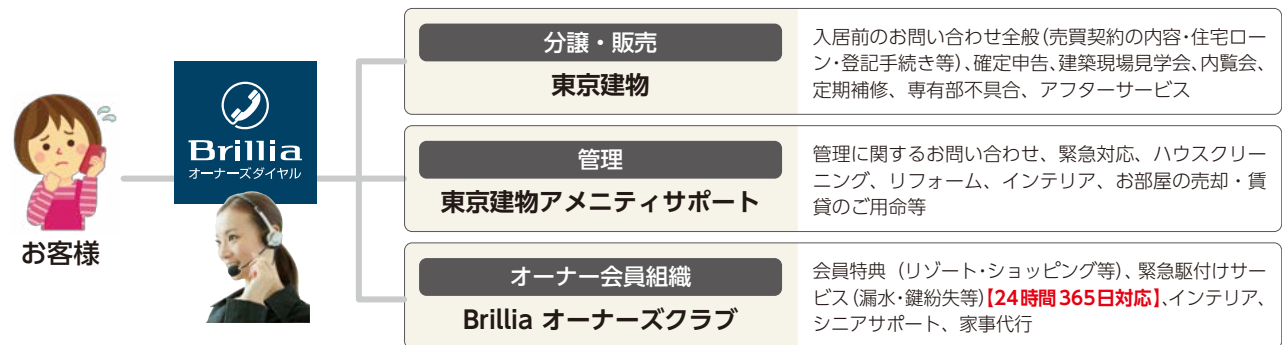 お客様
Brillia
オーナーズダイヤル
分譲・販売
東京建物
入居前のお問い合わせ全般(売買契約の内容・住宅ロー
ン・登記手続き等)、確定申告、建築現場見学会、内覧会、
定期補修、専有部不具合、アフターサービス
管理
東京建物アメニティサポート
管理に関するお問い合わせ、緊急対応、ハウスクリー
ニング、リフォーム、インテリア、お部屋の売却・賃
貸のご用命等
オーナー会員組織
Brillia オーナーズクラブ
会員特典（リゾート・ショッピング等)、緊急駆付けサー
ビス(漏水・鍵紛失等)【24時間365日対応】、インテリア、
シニアサポート、家事代行